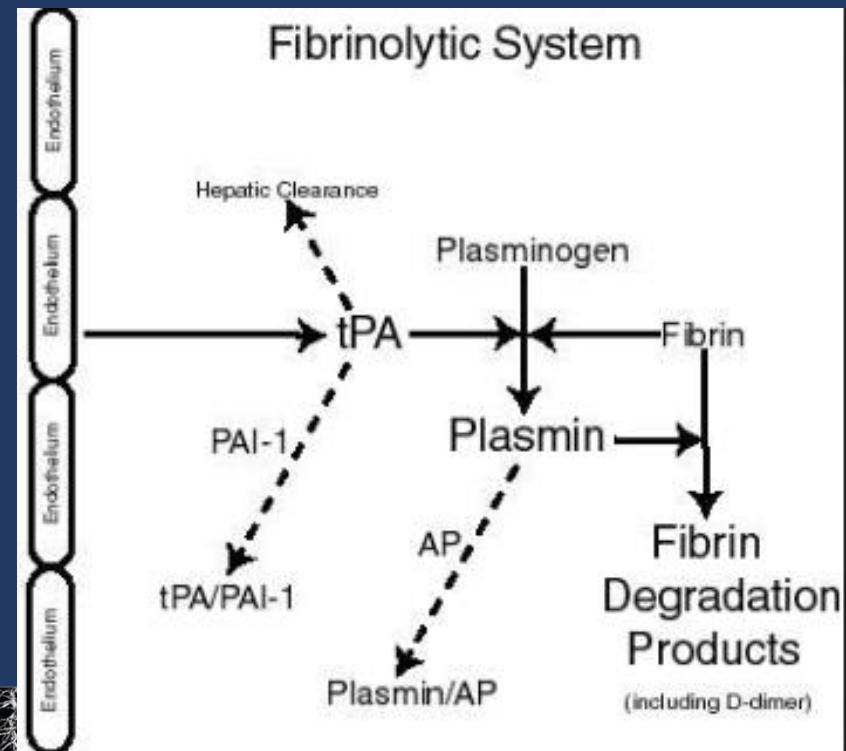 Fibrinolytic System
Endothelium
Hepatic Clearance
Endothelium
Plasminogen
tPA
Fibrin
PAI-1
Plasmin
Endothelium
AP
Fibrin
Degradation
Products
(including D-dimer)
tPA/PAI-1
Endothelium
Plasmin/AP